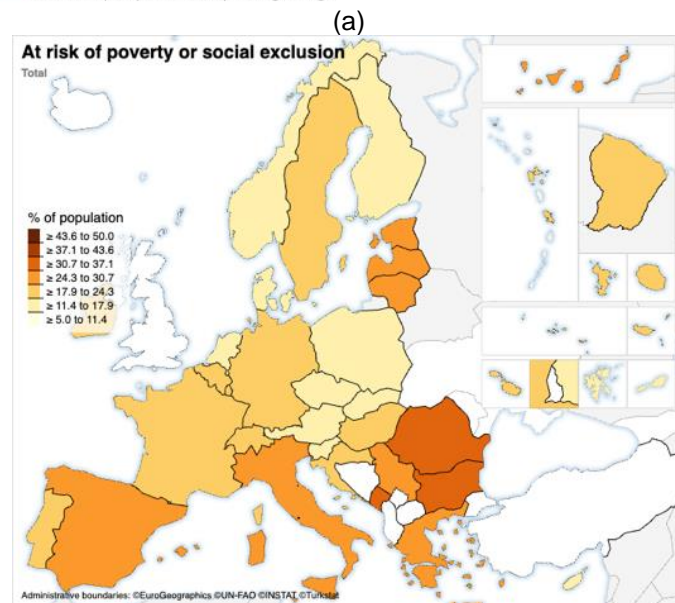 (a)
At risk of poverty or social exclusion
Total
% of population
≥ 43.6 to 50.0
≥ 37.1 to 43.6
≥ 30.7 to 37.1
≥ 24.3 to 30.7
≥ 17.9 to 24.3
≥ 11.4 to 17.9
≥ 5.0 to 11.4
Administrative boundaries: ©EuroGeographics ©UN-FAO ©INSTAT ©Turkstat